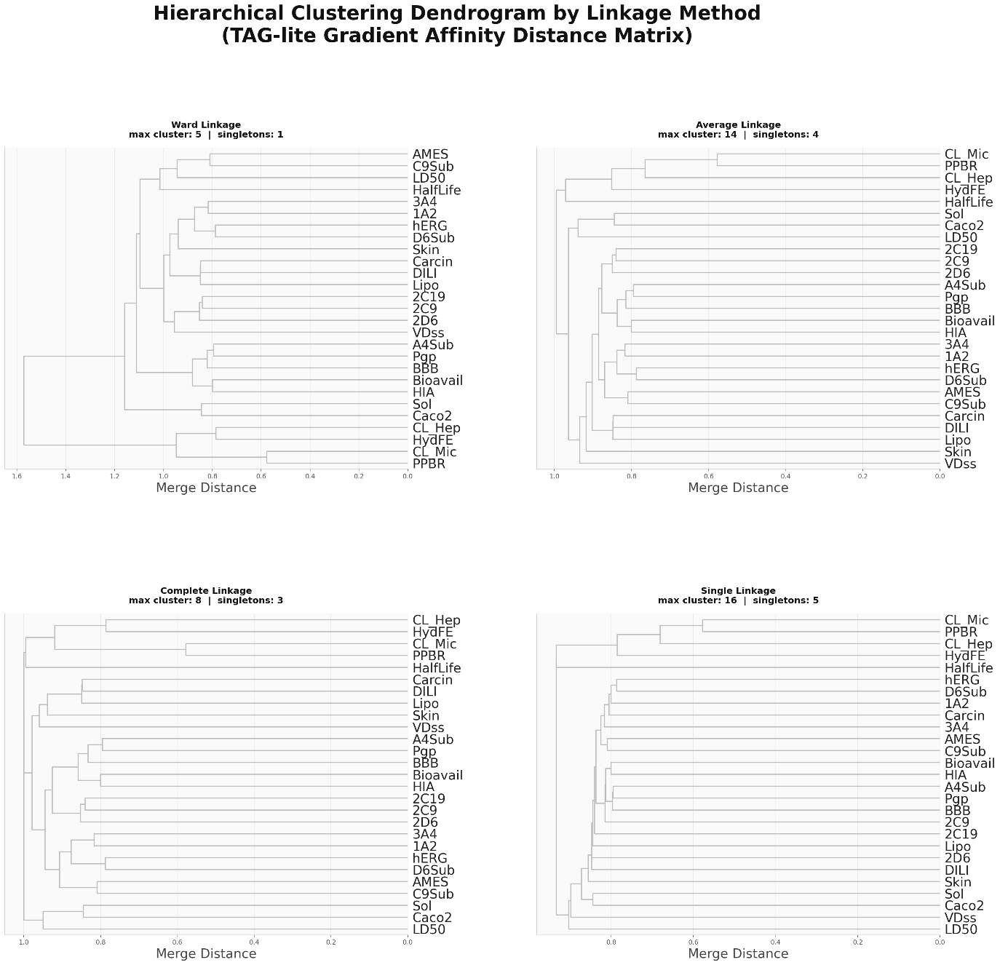 Hierarchical Clustering Dendrogram by Linkage Method
(TAG-lite Gradient Affinity Distance Matrix)
Ward Linkage
max cluster: 5 | singletons: 1
AMES
C9Sub
LD50
HalfLife
3A4
1A2
hERG
D6Sub
Skin
Carcin
DILI
Lipo
2C19
2C9
2D6
VDss
A4Sub
Pgp
BBB
Bioavail
HIA
Sol
Caco2
CL_Hep
HydFE
CL_Mic
PPBR
1.6 1.4 1.2 1.0 0.8 0.6 0.4 0.2 0.0
Merge Distance
Average Linkage
max cluster: 14 | singletons: 4
CL_Mic
PPBR
CL_Hep
HydFE
HalfLife
Sol
Caco2
LD50
2C19
2C9
2D6
A4Sub
Pgp
BBB
Bioavail
HIA
3A4
1A2
hERG
D6Sub
AMES
C9Sub
Carcin
DILI
Lipo
Skin
VDss
1.0 0.8 0.6 0.4 0.2 0.0
Merge Distance
Complete Linkage
max cluster: 8 | singletons: 3
CL_Hep
HydFE
CL_Mic
PPBR
HalfLife
Carcin
DILI
Lipo
Skin
VDss
A4Sub
Pgp
BBB
Bioavail
HIA
2C19
2C9
2D6
3A4
1A2
hERG
D6Sub
AMES
C9Sub
Sol
Caco2
LD50
1.0 0.8 0.6 0.4 0.2 0.0
Merge Distance
Single Linkage
max cluster: 16 | singletons: 5
CL_Mic
PPBR
CL_Hep
HydFE
HalfLife
hERG
D6Sub
1A2
Carcin
3A4
AMES
C9Sub
Bioavail
HIA
A4Sub
Pgp
BBB
2C9
2C19
Lipo
2D6
DILI
Skin
Sol
Caco2
VDss
LD50
0.8 0.6 0.4 0.2 0.0
Merge Distance